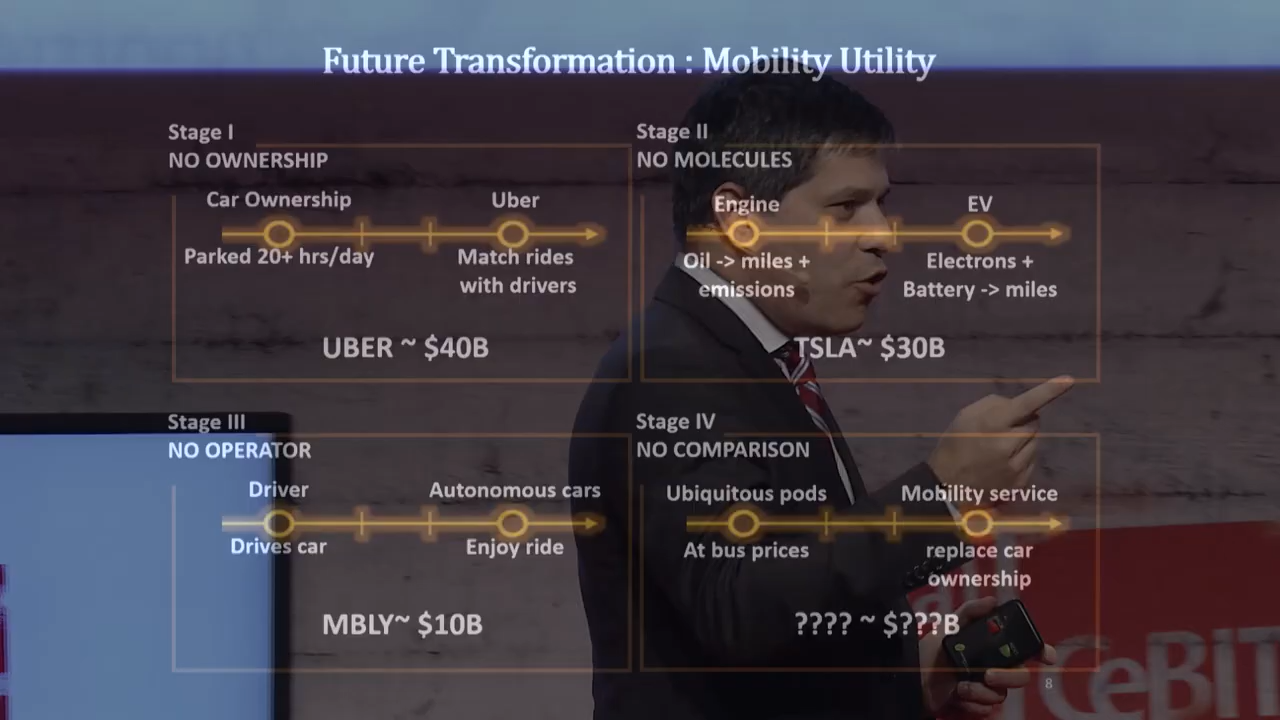 Future Transformation : Mobility Utility
Stage I
NO OWNERSHIP
Car Ownership
Uber
Parked 20+ hrs/day
Match rides
with drivers
UBER ~ $40B
Stage II
NO MOLECULES
Engine
EV
Oil -> miles +
emissions
Electrons +
Battery -> miles
TSLA~ $30B
Stage III
NO OPERATOR
Driver
Autonomous cars
Drives car
Enjoy ride
MBLY~ $10B
Stage IV
NO COMPARISON
Ubiquitous pods
Mobility service
At bus prices
replace car
ownership
???? ~ $???B
8
CeBIT